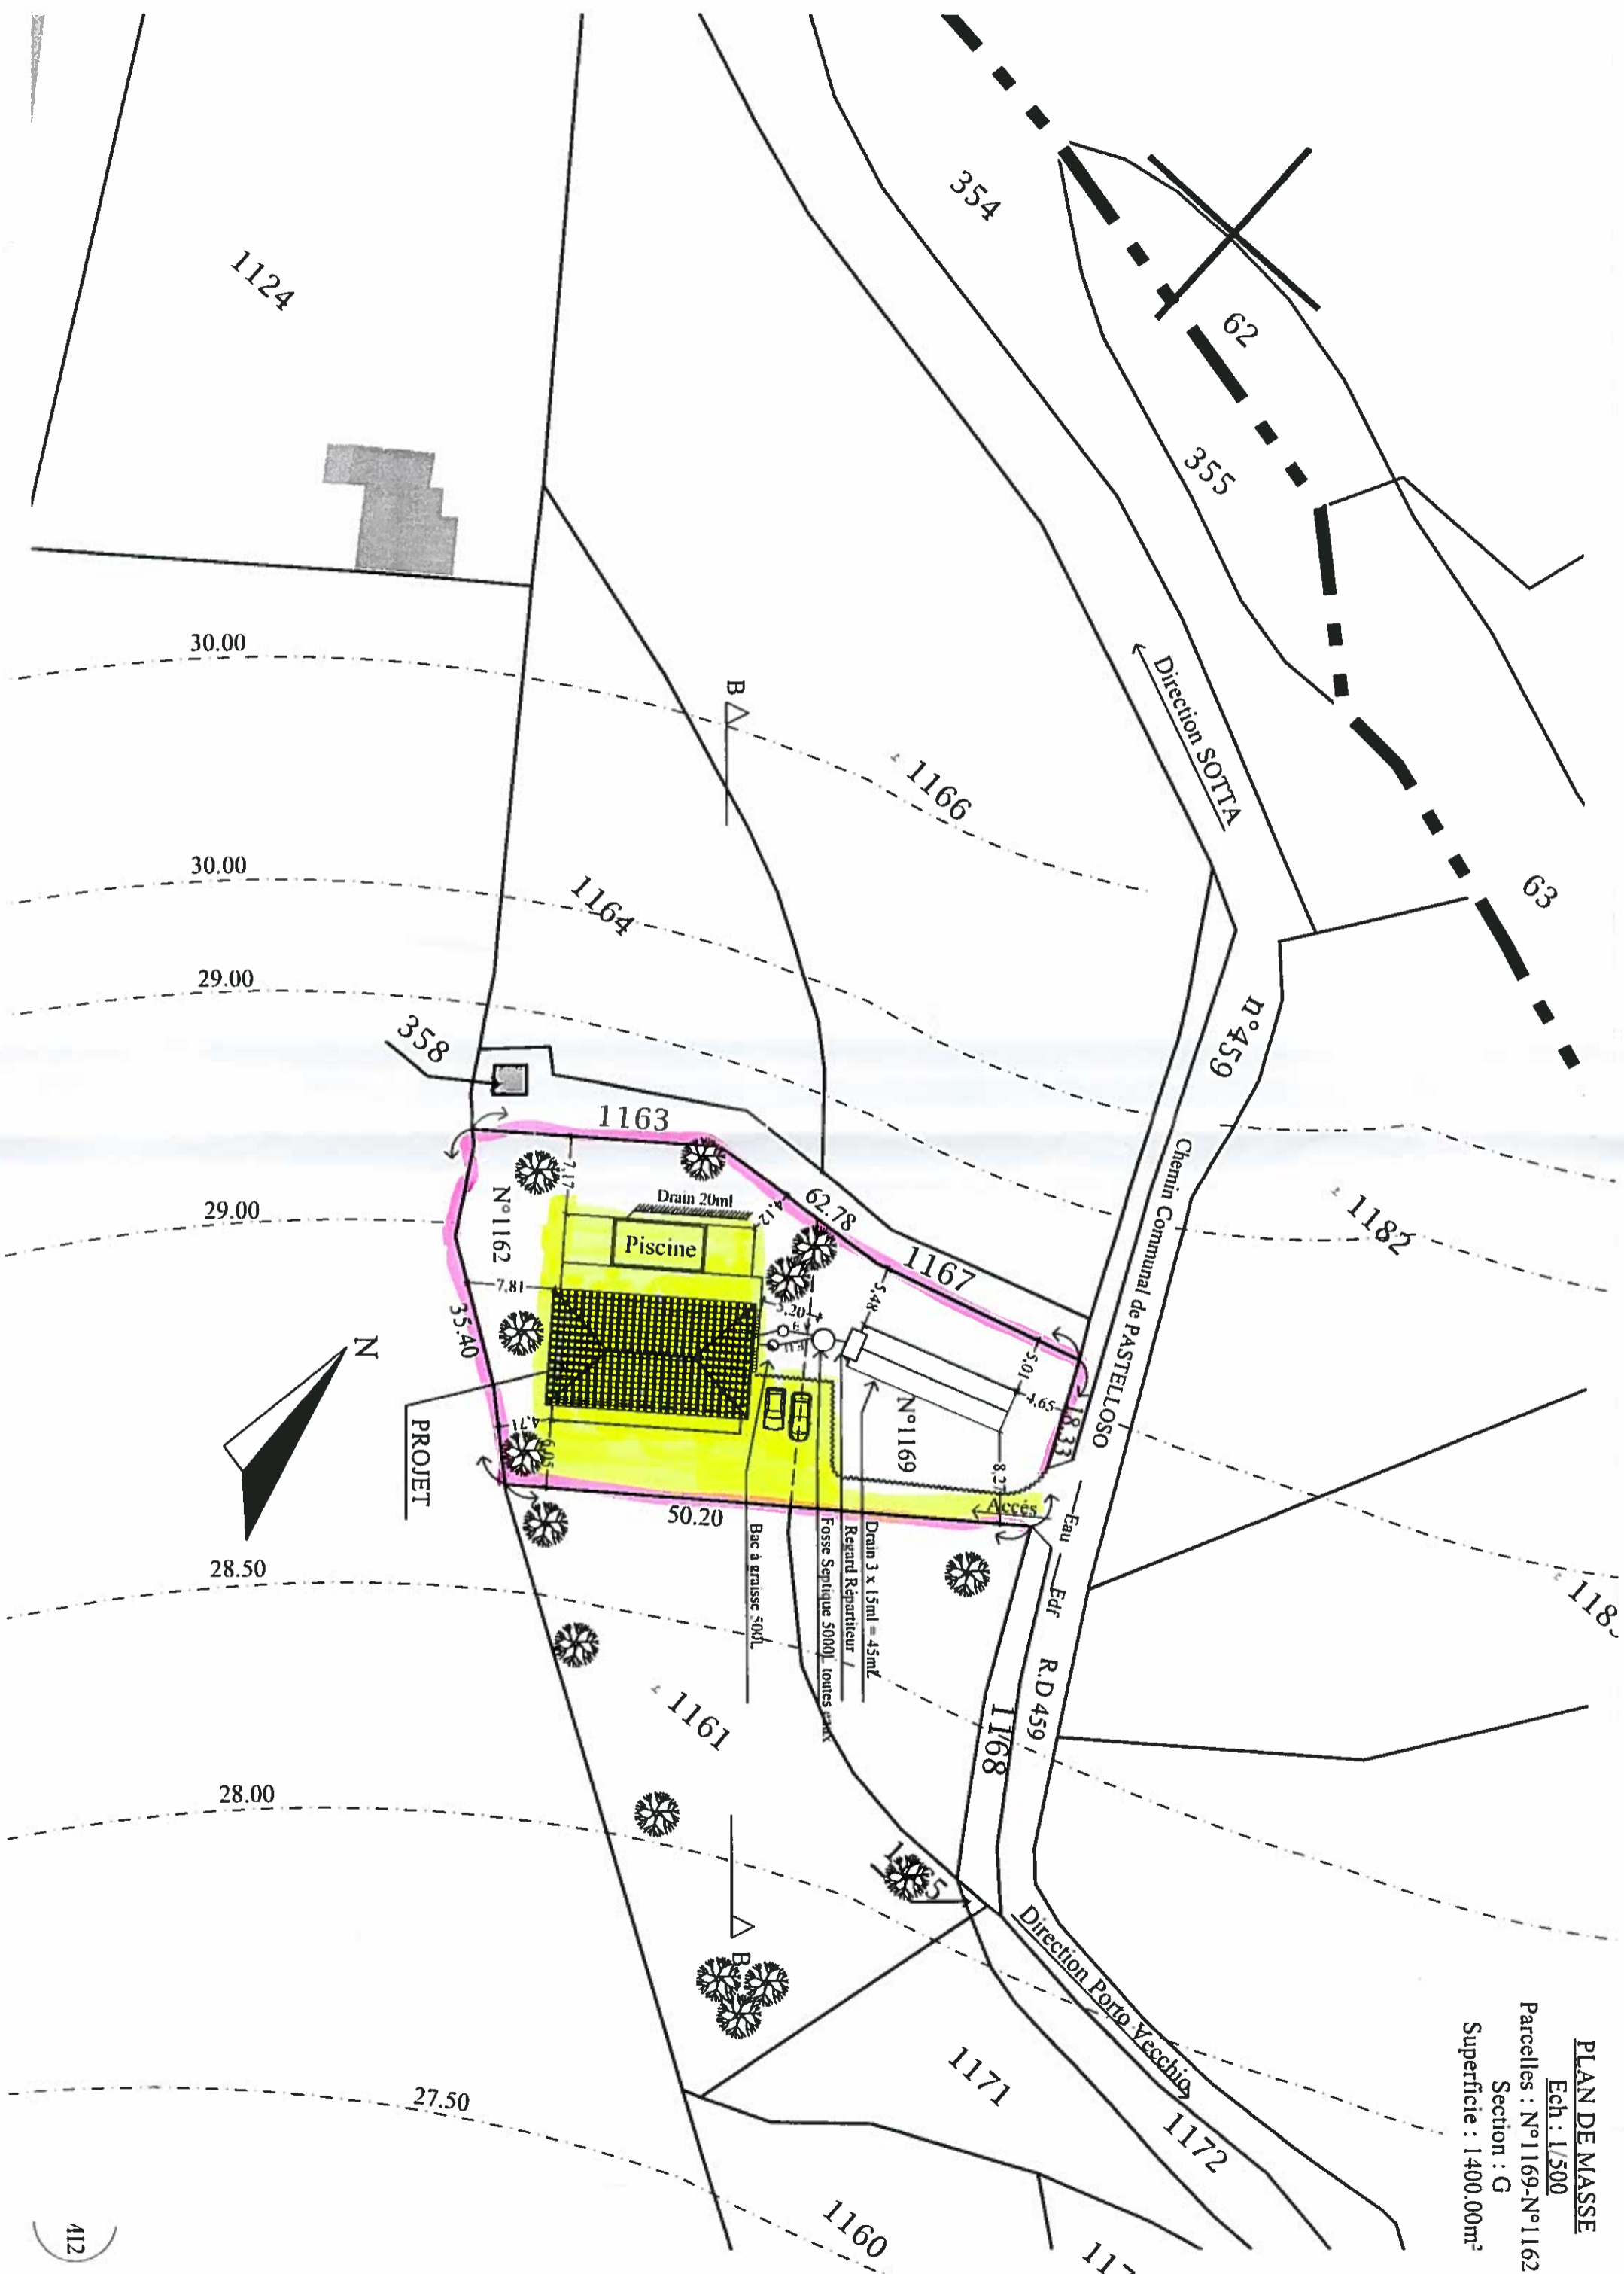 PLAN DE MASSE
Ech : 1/500
Parcelles : N°1169-N°1162
Section : G
Superficie : 1400.00m²
354
62
355
63
1124
Direction SOTTA
30.00
B
1166
30.00
1164
29.00
358
n°459
Chemin Communal de PASTELLOSO
1163
1182
29.00
N°1162
7.17
Drain 20ml
4.12
62.78
Piscine
1167
7.81
5.20
5.48
5.01
4.65
18.33
35.40
N
N°1169
PROJET
4.71
6.05
8.27
Accès
50.20
Eau
Edf
R.D 459
Bac à graisse 500L
Fosse Septique 5000L toutes eaux
Regard Répartiteur
Drain 3 x 15ml = 45ml
28.50
1161
1168
28.00
B
Direction Porto Vecchio
1171
1172
27.50
1160